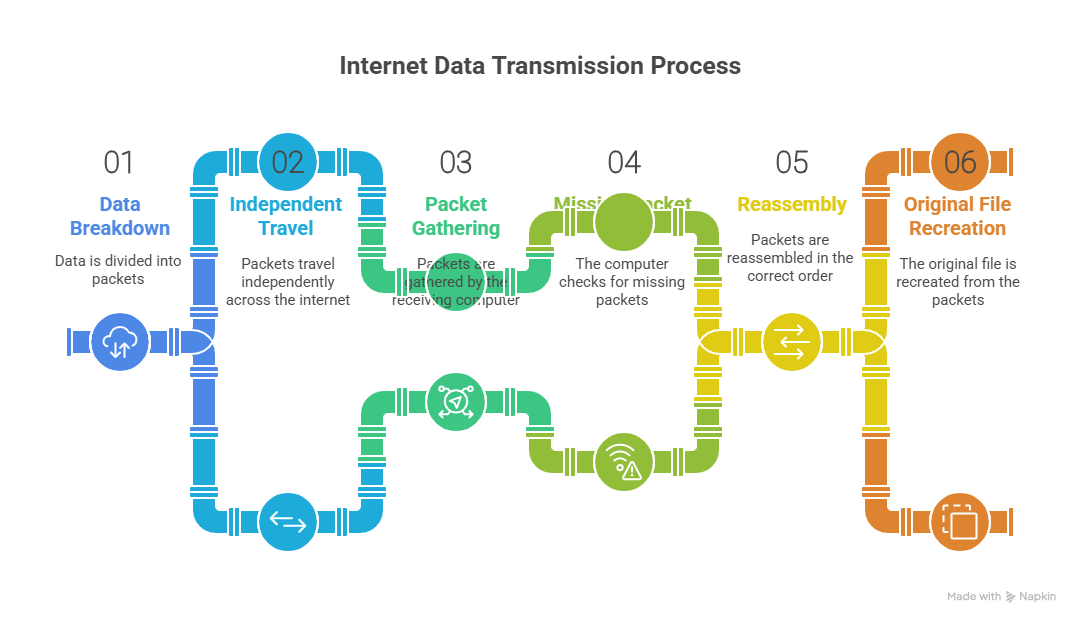 Internet Data Transmission Process
01
Data
Breakdown
Data is divided into
packets
02
Independent
Travel
Packets travel
independently
across the internet
03
Packet
Gathering
Packets are
gathered by the
receiving computer
04
Missing Packet
The computer
checks for missing
packets
05
Reassembly
Packets are
reassembled in the
correct order
06
Original File
Recreation
The original file is
recreated from the
packets
Made with Napkin